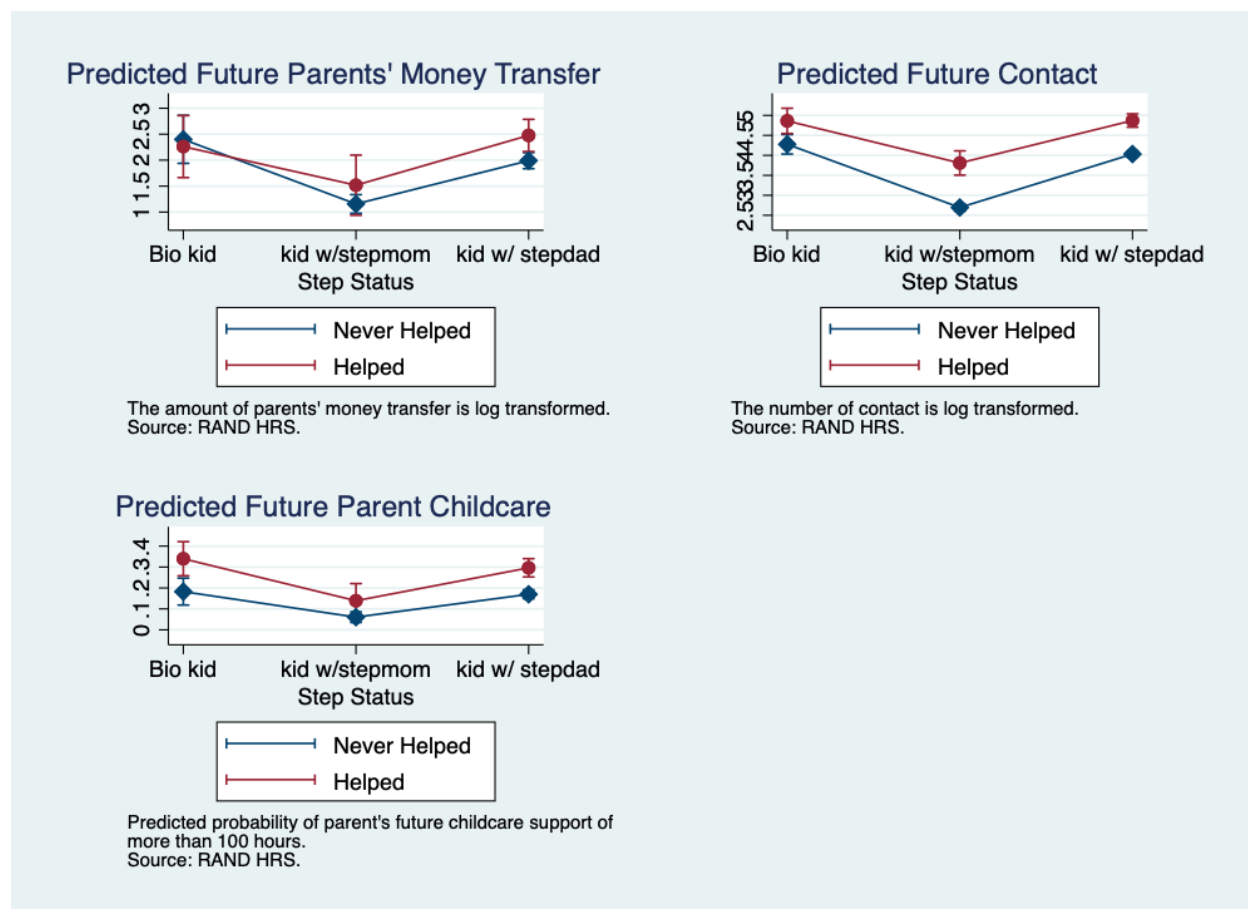 Predicted Future Parents' Money Transfer
1 1.5 2 2.5 3
Bio kid kid w/stepmom kid w/ stepdad
Step Status
Never Helped
Helped
The amount of parents' money transfer is log transformed.
Source: RAND HRS.
Predicted Future Contact
2.5 3 3.5 4 4.5 5
Bio kid kid w/stepmom kid w/ stepdad
Step Status
Never Helped
Helped
The number of contact is log transformed.
Source: RAND HRS.
Predicted Future Parent Childcare
0 .1 .2 .3 .4
Bio kid kid w/stepmom kid w/ stepdad
Step Status
Never Helped
Helped
Predicted probability of parent's future childcare support of
more than 100 hours.
Source: RAND HRS.